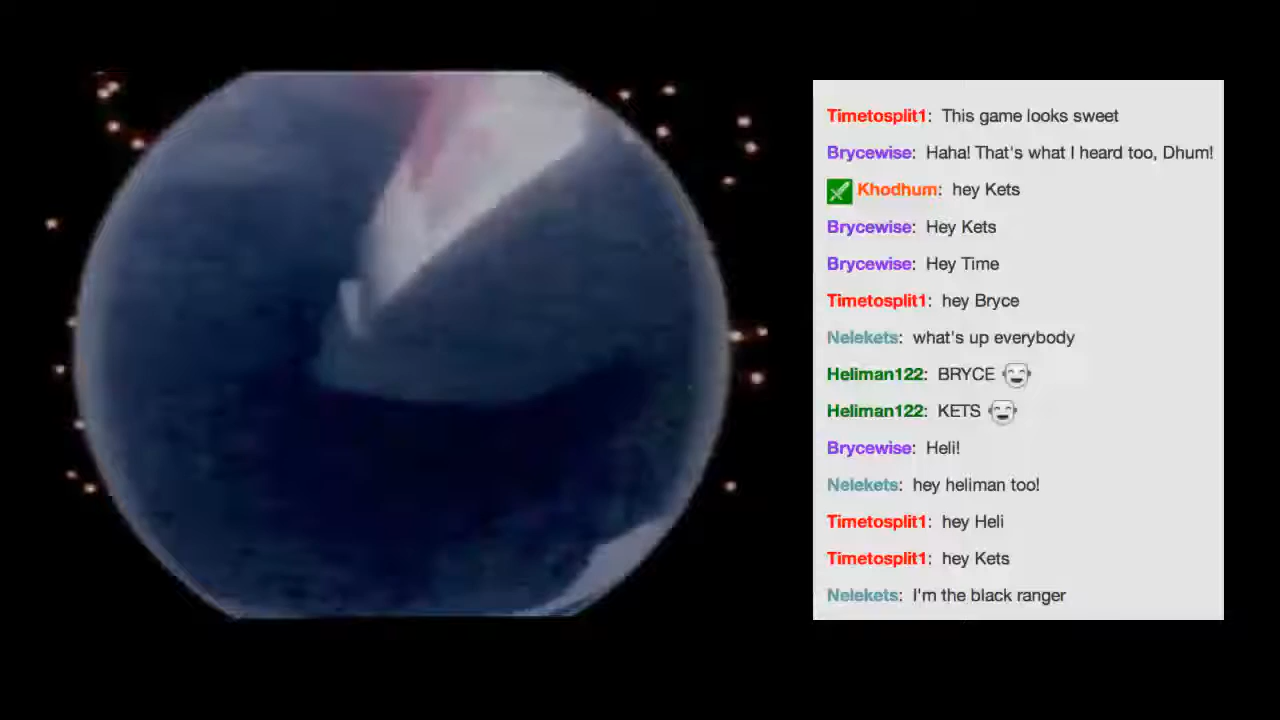 Timetosplit1: This game looks sweet
Brycewise: Haha! That's what I heard too, Dhum!
Khodhum: hey Kets
Brycewise: Hey Kets
Brycewise: Hey Time
Timetosplit1: hey Bryce
Nelekets: what's up everybody
Heliman122: BRYCE
Heliman122: KETS
Brycewise: Heli!
Nelekets: hey heliman too!
Timetosplit1: hey Heli
Timetosplit1: hey Kets
Nelekets: I'm the black ranger